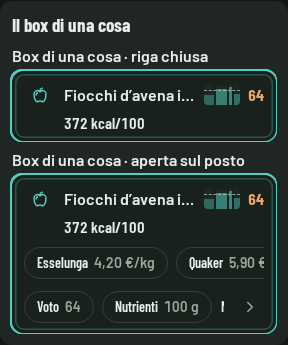 Il box di una cosa
Box di una cosa · riga chiusa
Fiocchi d’avena i… 64
372 kcal/100
Box di una cosa · aperta sul posto
Fiocchi d’avena i… 64
372 kcal/100
Esselunga 4,20 €/kg Quaker 5,90 €
Voto 64 Nutrienti 100 g